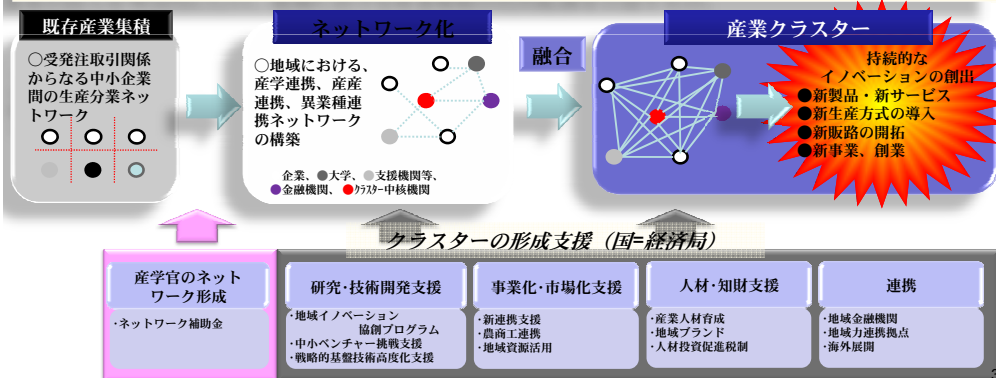 既存産業集積
○受発注取引関係
からなる中小企業
間の生産分業ネッ
トワーク
ネットワーク化
○地域における、
産学連携、産産
連携、異業種連
携ネットワーク
の構築
企業、●大学、●支援機関等、
●金融機関、●クラスター中核機関
融合
産業クラスター
持続的な
イノベーションの創出
●新製品・新サービス
●新生産方式の導入
●新販路の開拓
●新事業、創業
クラスターの形成支援（国=経済局）
産学官のネット
ワーク形成
・ネットワーク補助金
研究・技術開発支援
・地域イノベーション
協創プログラム
・中小ベンチャー挑戦支援
・戦略的基盤技術高度化支援
事業化・市場化支援
・新連携支援
・農商工連携
・地域資源活用
人材・知財支援
・産業人材育成
・地域ブランド
・人材投資促進税制
連携
・地域金融機関
・地域力連携拠点
・海外展開